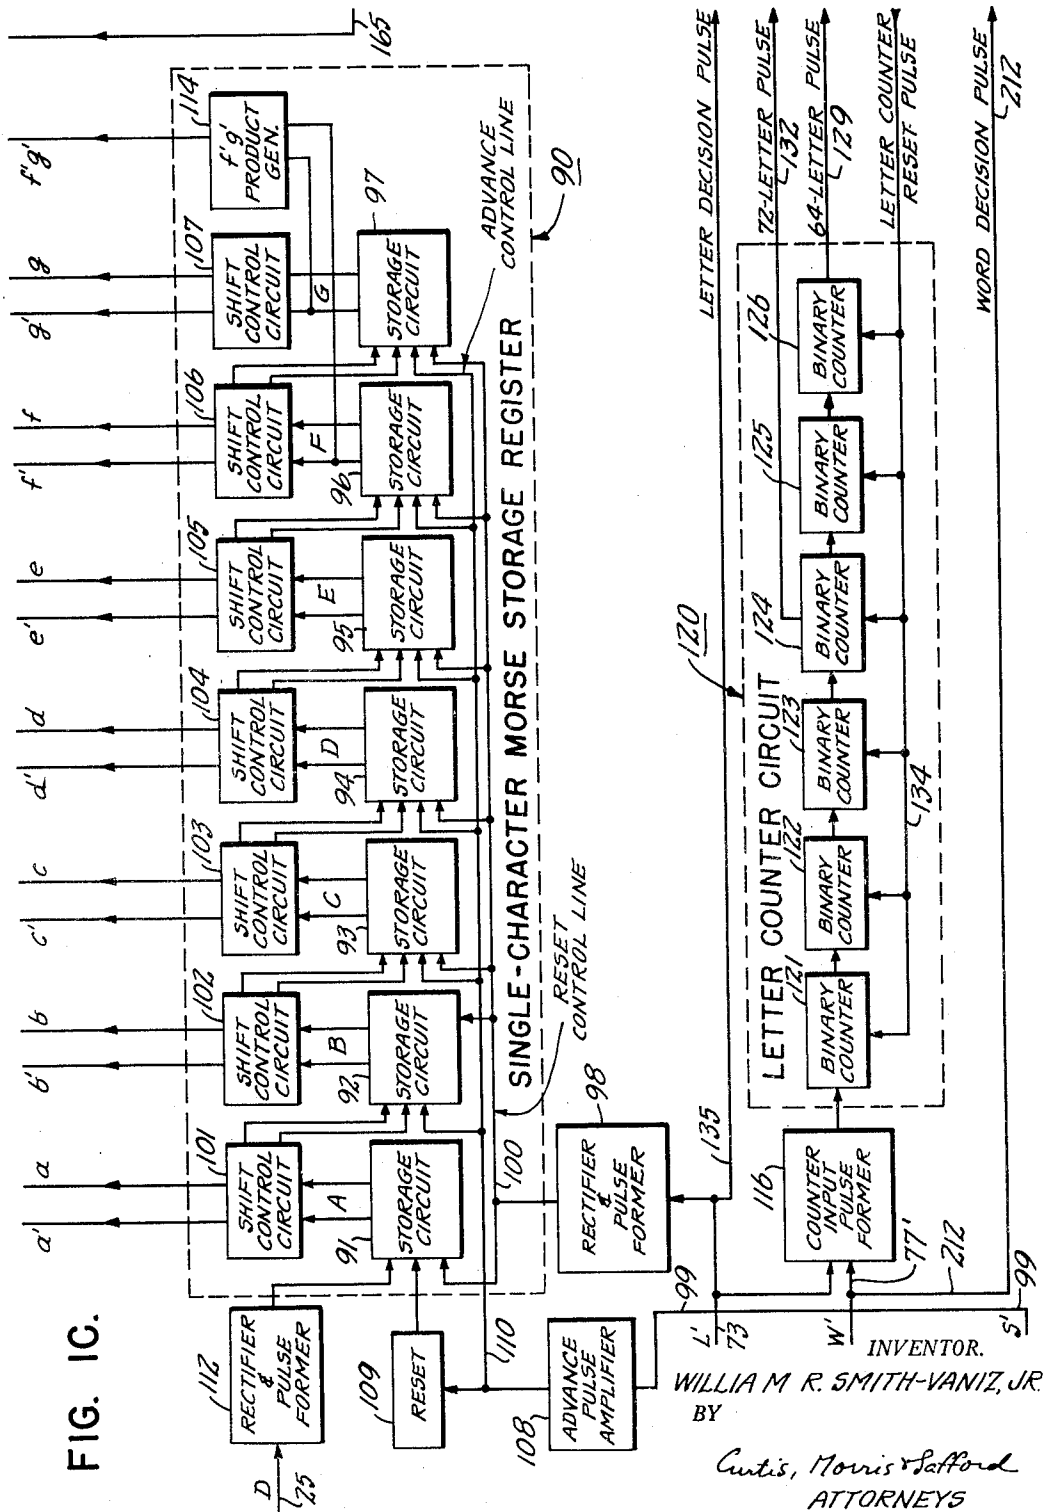 FIG. 1C.
a'
a
b'
b
c'
c
d'
d
e'
e
f'
f
g'
g
f'g'
165
112
RECTIFIER
&
PULSE
FORMER
D
25
101
SHIFT
CONTROL
CIRCUIT
102
SHIFT
CONTROL
CIRCUIT
103
SHIFT
CONTROL
CIRCUIT
104
SHIFT
CONTROL
CIRCUIT
105
SHIFT
CONTROL
CIRCUIT
106
SHIFT
CONTROL
CIRCUIT
107
SHIFT
CONTROL
CIRCUIT
114
f'g'
PRODUCT
GEN.
A
B
C
D
E
F
G
109
RESET
91
STORAGE
CIRCUIT
92
STORAGE
CIRCUIT
93
STORAGE
CIRCUIT
94
STORAGE
CIRCUIT
95
STORAGE
CIRCUIT
96
STORAGE
CIRCUIT
97
STORAGE
CIRCUIT
ADVANCE
CONTROL LINE
90
110
100
SINGLE-CHARACTER MORSE STORAGE REGISTER
RESET
CONTROL LINE
108
ADVANCE
PULSE
AMPLIFIER
98
RECTIFIER
&
PULSE
FORMER
99
L'
73
135
LETTER DECISION PULSE
120
LETTER COUNTER CIRCUIT
72-LETTER PULSE
132
64-LETTER PULSE
129
LETTER COUNTER
RESET PULSE
116
COUNTER
INPUT
PULSE
FORMER
121
BINARY
COUNTER
122
BINARY
COUNTER
123
BINARY
COUNTER
124
BINARY
COUNTER
125
BINARY
COUNTER
126
BINARY
COUNTER
134
W'
77'
212
WORD DECISION PULSE
212
S'
99
INVENTOR.
WILLIAM R. SMITH-VANIZ, JR.
BY
Curtis, Morris & Safford
ATTORNEYS